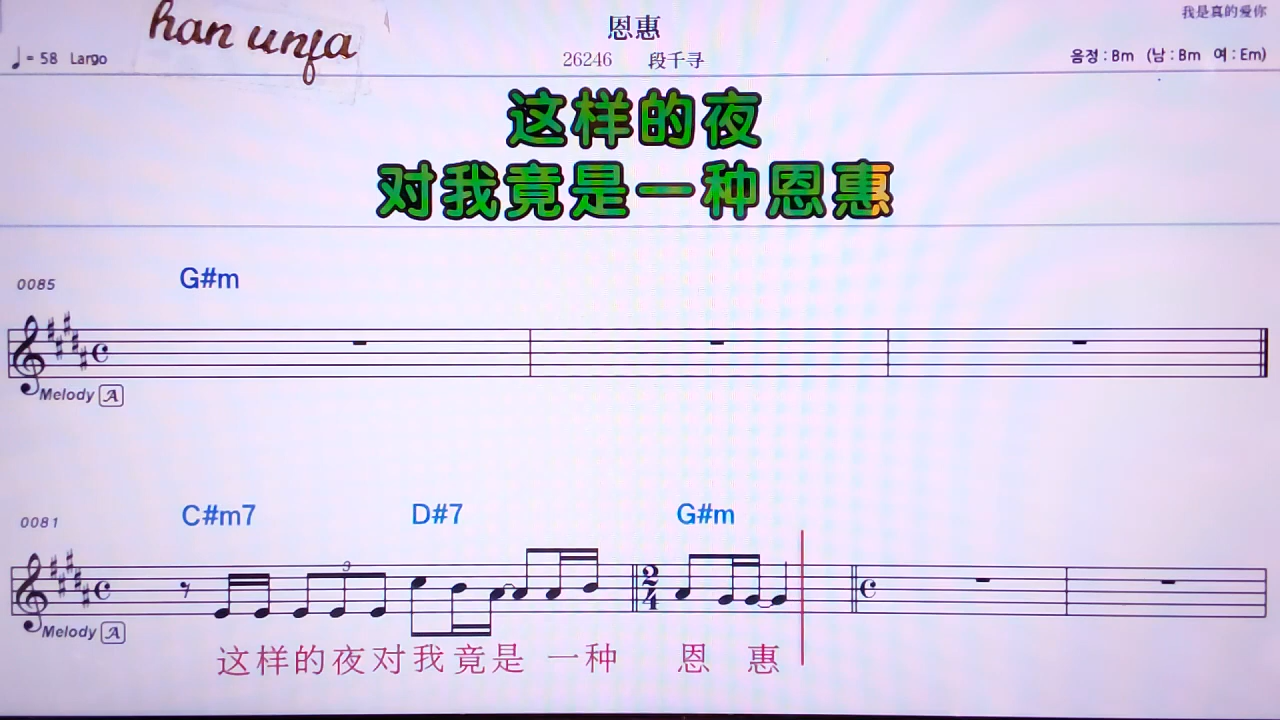 han unfa
恩惠
我是真的爱你
♩= 58 Largo
26246 段千寻
음정 : Bm (남 : Bm 여 : Em)
这样的夜
对我竟是一种恩惠
0085
G#m
Melody A
0081
C#m7 D#7 G#m
3
2
4
Melody A
这样的夜对我竟是 一种 恩 惠